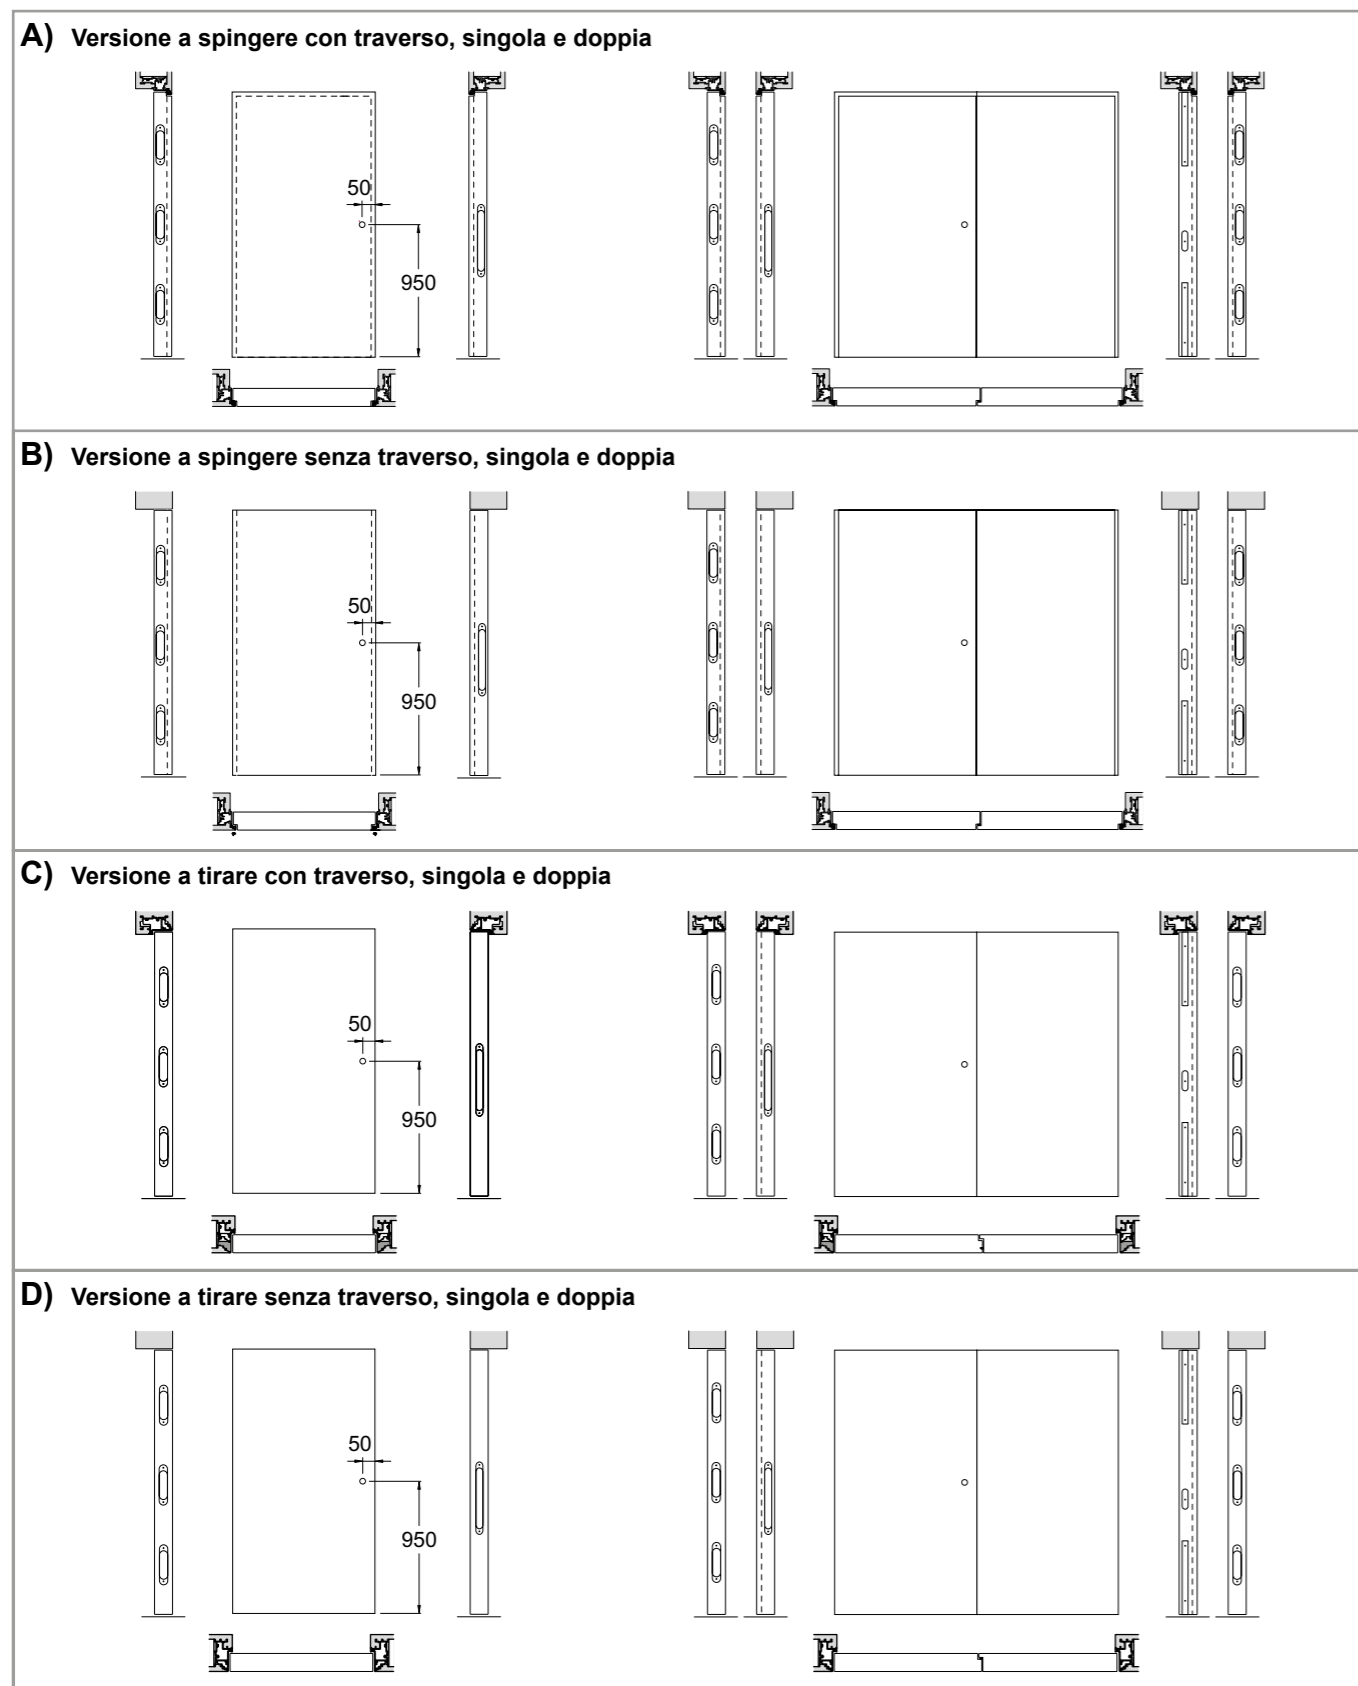 A) Versione a spingere con traverso, singola e doppia
50
950
B) Versione a spingere senza traverso, singola e doppia
50
950
C) Versione a tirare con traverso, singola e doppia
50
950
D) Versione a tirare senza traverso, singola e doppia
50
950